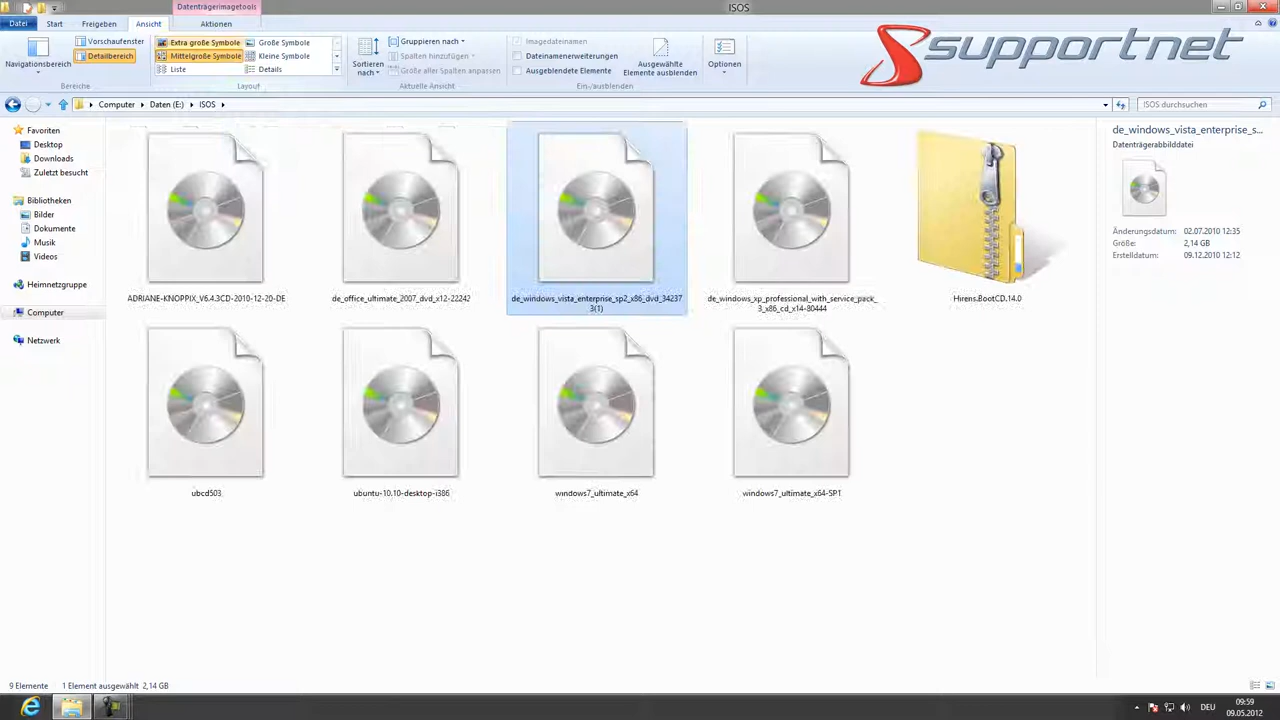 Datenträgerimagetools
ISOS
Datei Start Freigeben Ansicht Aktionen
supportnet
Navigationsbereich
Vorschaufenster
Detailbereich
Bereiche
Extra große Symbole Große Symbole
Mittelgroße Symbole Kleine Symbole
Liste Details
Layout
Sortieren nach
Gruppieren nach
Spalten hinzufügen
Größe aller Spalten anpassen
Aktuelle Ansicht
Imagedateinamen
Dateinamenerweiterungen
Ausgeblendete Elemente
Ausgewählte
Elemente ausblenden
Ein-/ausblenden
Optionen
Computer Daten (E:) ISOS
ISOS durchsuchen
Favoriten
Desktop
Downloads
Zuletzt besucht
Bibliotheken
Bilder
Dokumente
Musik
Videos
Heimnetzgruppe
Computer
Netzwerk
ADRIANE-KNOPPIX_V6.4.3CD-2010-12-20-DE
de_office_ultimate_2007_dvd_x12-22242
de_windows_vista_enterprise_sp2_x86_dvd_34237
3(1)
de_windows_xp_professional_with_service_pack_
3_x86_cd_x14-80444
Hirens.BootCD.14.0
ubcd503
ubuntu-10.10-desktop-i386
windows7_ultimate_x64
windows7_ultimate_x64-SP1
de_windows_vista_enterprise_s...
Datenträgerabbilddatei
Änderungsdatum: 02.07.2010 12:35
Größe: 2,14 GB
Erstelldatum: 09.12.2010 12:12
9 Elemente 1 Element ausgewählt 2,14 GB
DEU
09:59
09.05.2012